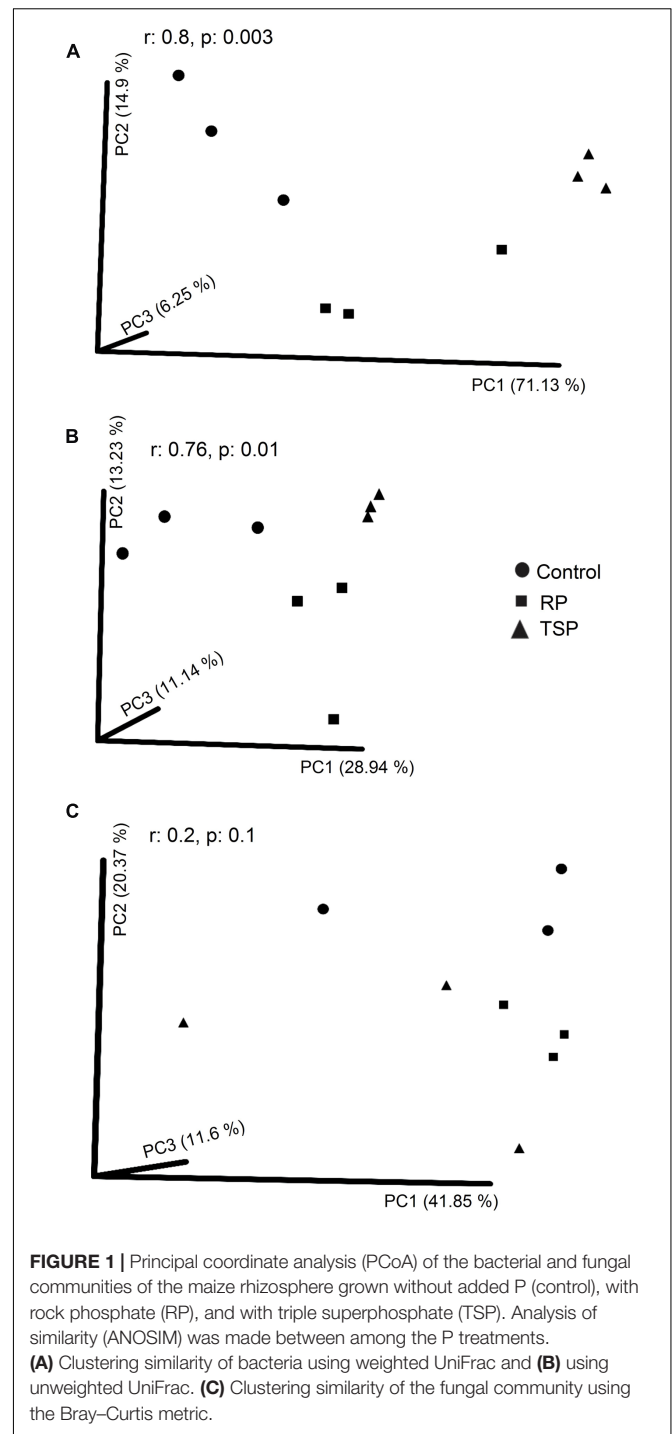 A
r: 0.8, p: 0.003
PC2 (14.9 %)
PC3 (6.25 %)
PC1 (71.13 %)
B
r: 0.76, p: 0.01
PC2 (13.23 %)
Control
RP
TSP
PC3 (11.14 %)
PC1 (28.94 %)
C
r: 0.2, p: 0.1
PC2 (20.37 %)
PC3 (11.6 %)
PC1 (41.85 %)
FIGURE 1 | Principal coordinate analysis (PCoA) of the bacterial and fungal
communities of the maize rhizosphere grown without added P (control), with
rock phosphate (RP), and with triple superphosphate (TSP). Analysis of
similarity (ANOSIM) was made between among the P treatments.
(A) Clustering similarity of bacteria using weighted UniFrac and (B) using
unweighted UniFrac. (C) Clustering similarity of the fungal community using
the Bray–Curtis metric.